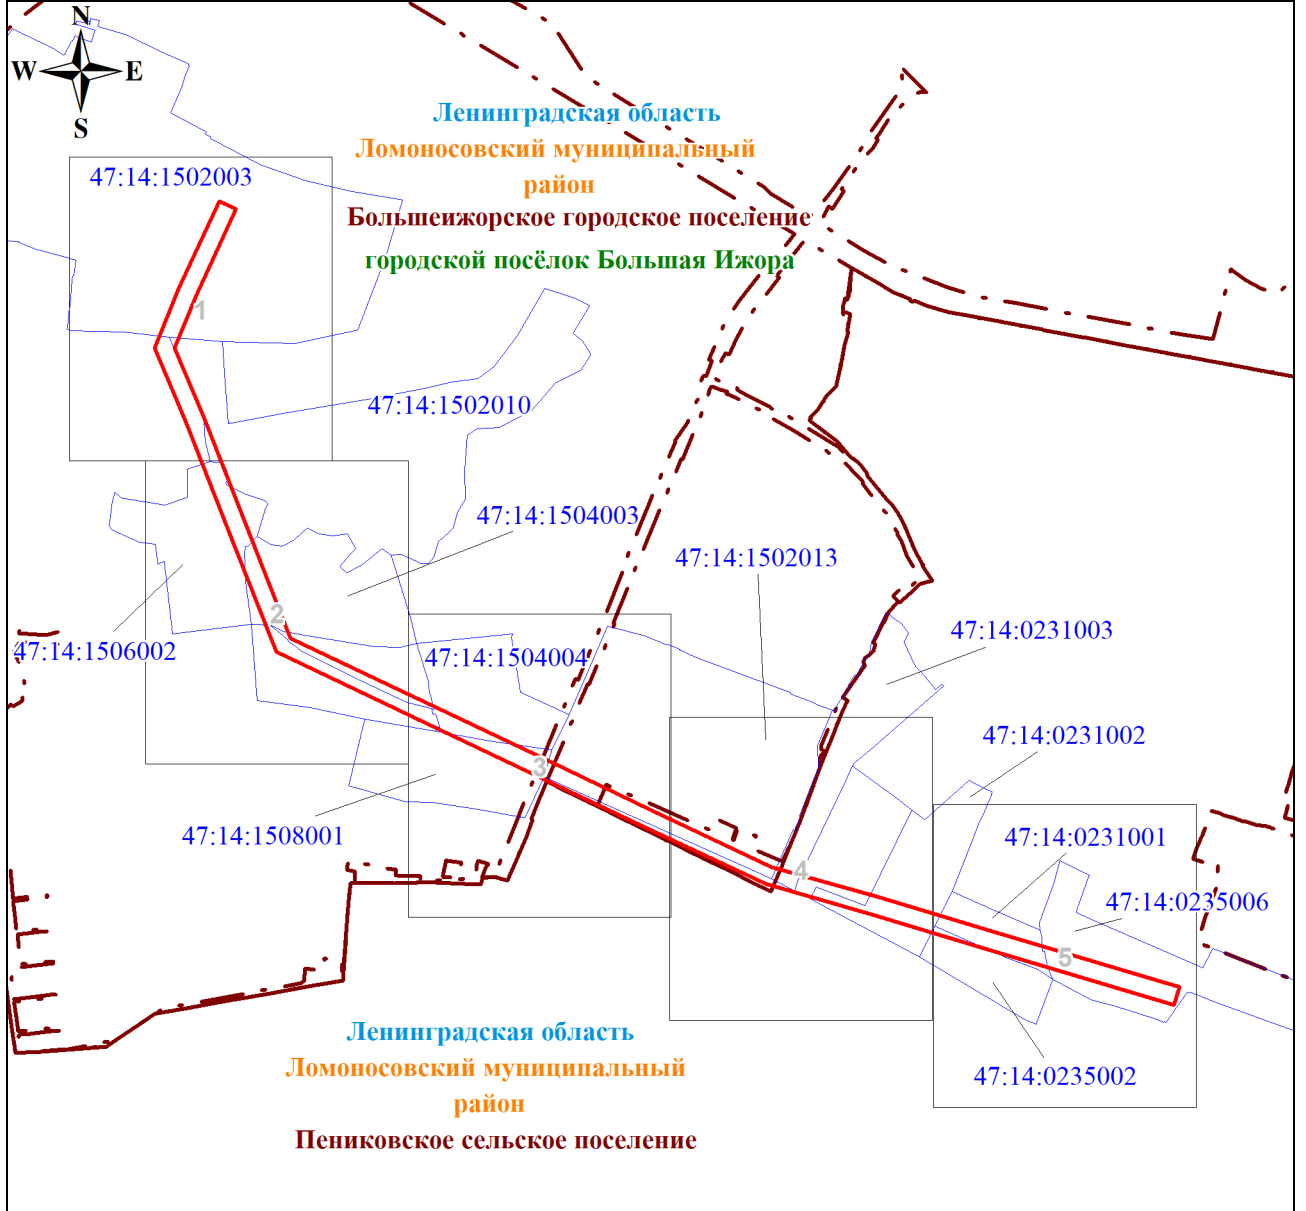 N
W E
S
Ленинградская область
Ломоносовский муниципальный
район
Большеижорское городское поселение
городской посёлок Большая Ижора
47:14:1502003
1
47:14:1502010
47:14:1504003
47:14:1502013
2
47:14:1506002
47:14:1504004
47:14:0231003
47:14:0231002
3
47:14:1508001
47:14:0231001
4
47:14:0235006
5
Ленинградская область
Ломоносовский муниципальный
район
Пениковское сельское поселение
47:14:0235002